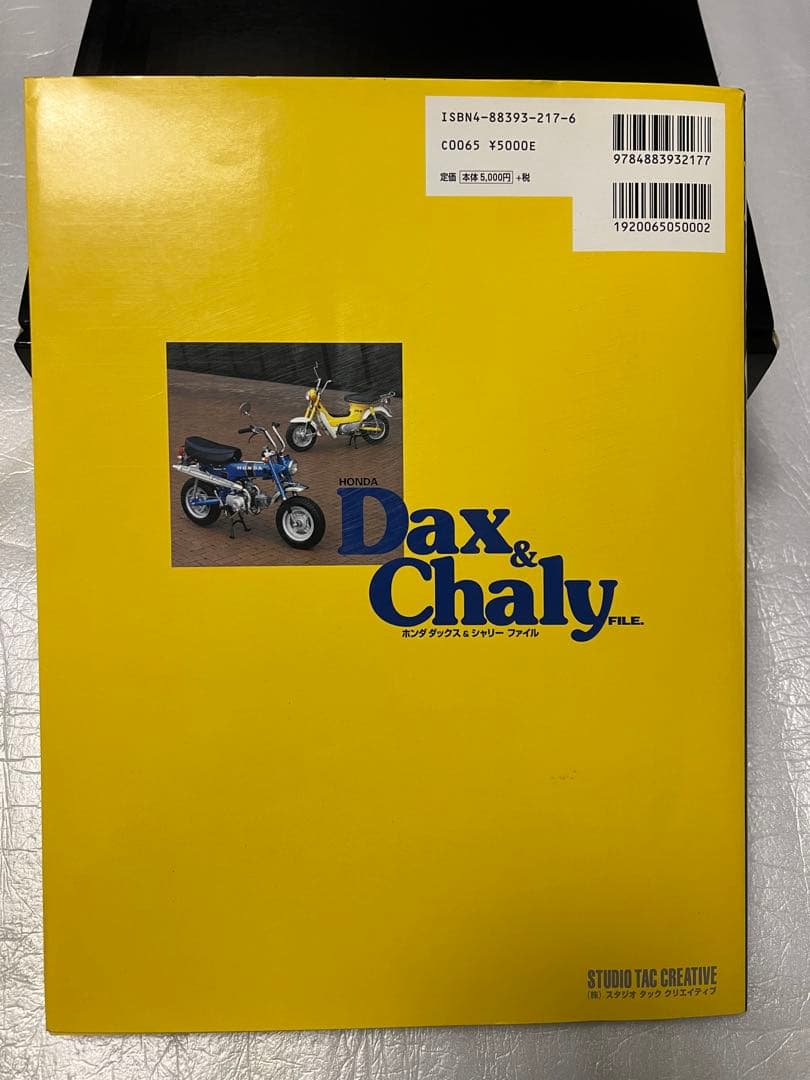 ISBN4-88393-217-6
C0065 ¥5000E
定価 本体 5,000円 +税
9784883932177
1920065050002
HONDA
HONDA
Dax
&
Chaly
FILE.
ホンダ ダックス & シャリー ファイル
STUDIO TAC CREATIVE
(株) スタジオ タック クリエイティブ